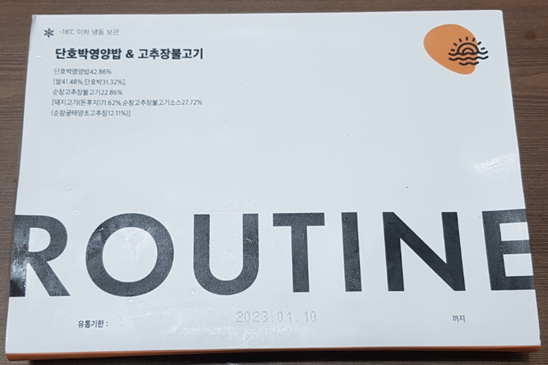 -18℃ 이하 냉동 보관
단호박영양밥 & 고추장불고기
단호박영양밥42.86%
[쌀41.48%,단호박31.32%],
순창고추장불고기22.86%
[돼지고기(돈후지)71.62%,순창고추장불고기소스27.72%
(순창궁태양초고추장12.11%)]
ROUTINE
유통기한 : 2023.01.10 까지